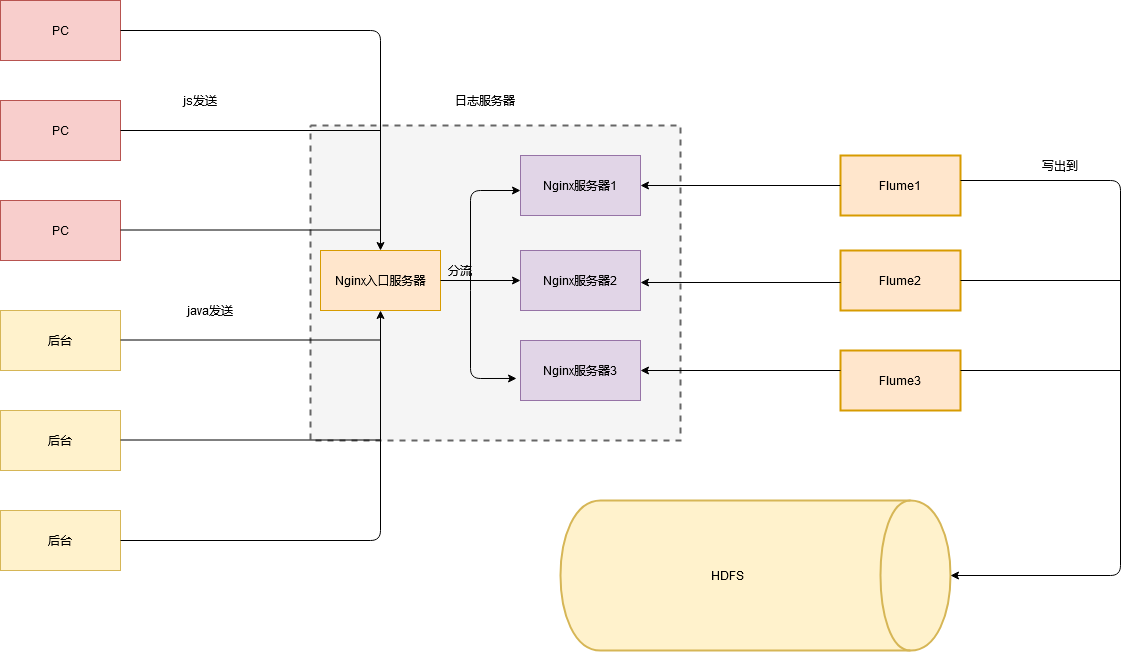 PC
js发送
PC
PC
java发送
后台
后台
后台
日志服务器
Nginx入口服务器
分流
Nginx服务器1
Nginx服务器2
Nginx服务器3
Flume1
Flume2
Flume3
写出到
HDFS